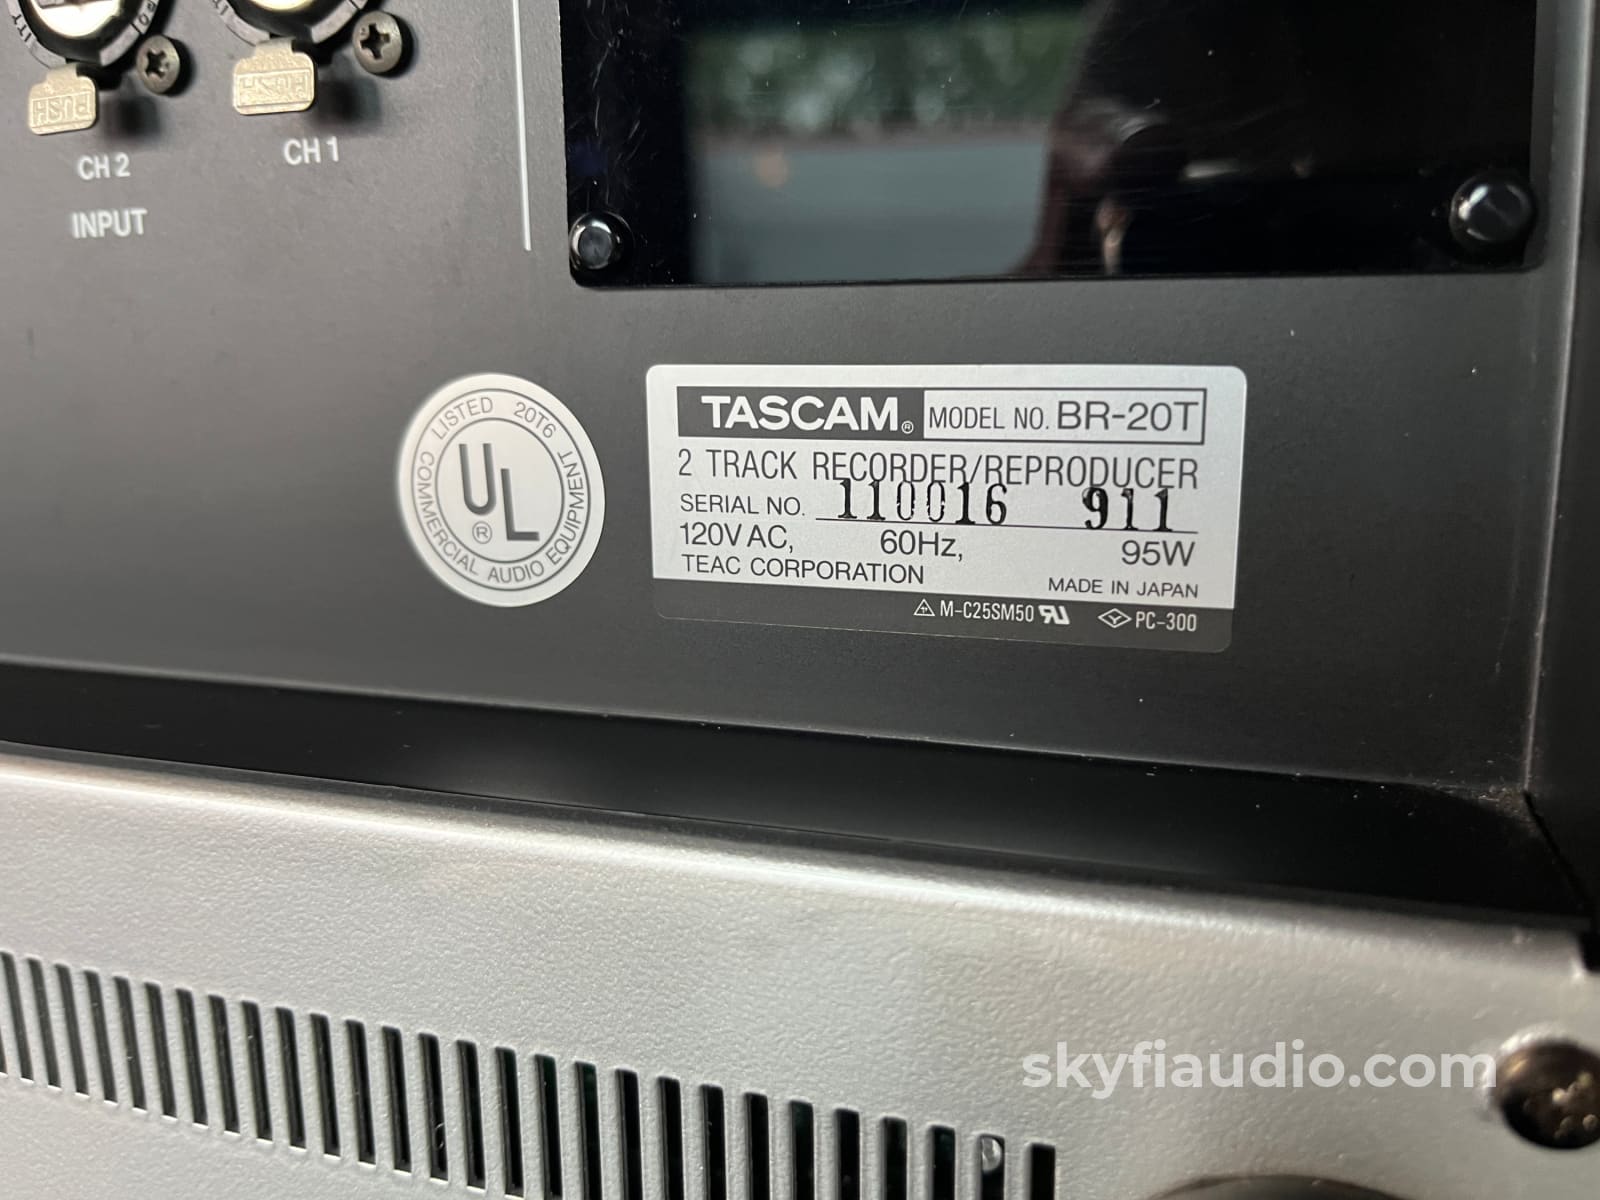 PUSH
PUSH
CH 2
CH 1
INPUT
LISTED 20T6
UL®
COMMERCIAL AUDIO EQUIPMENT
TASCAM® MODEL NO. BR-20T
2 TRACK RECORDER/REPRODUCER
SERIAL NO. 110016 911
120V AC, 60Hz, 95W
TEAC CORPORATION
MADE IN JAPAN
M-C25SM50 PC-300
skyfiaudio.com